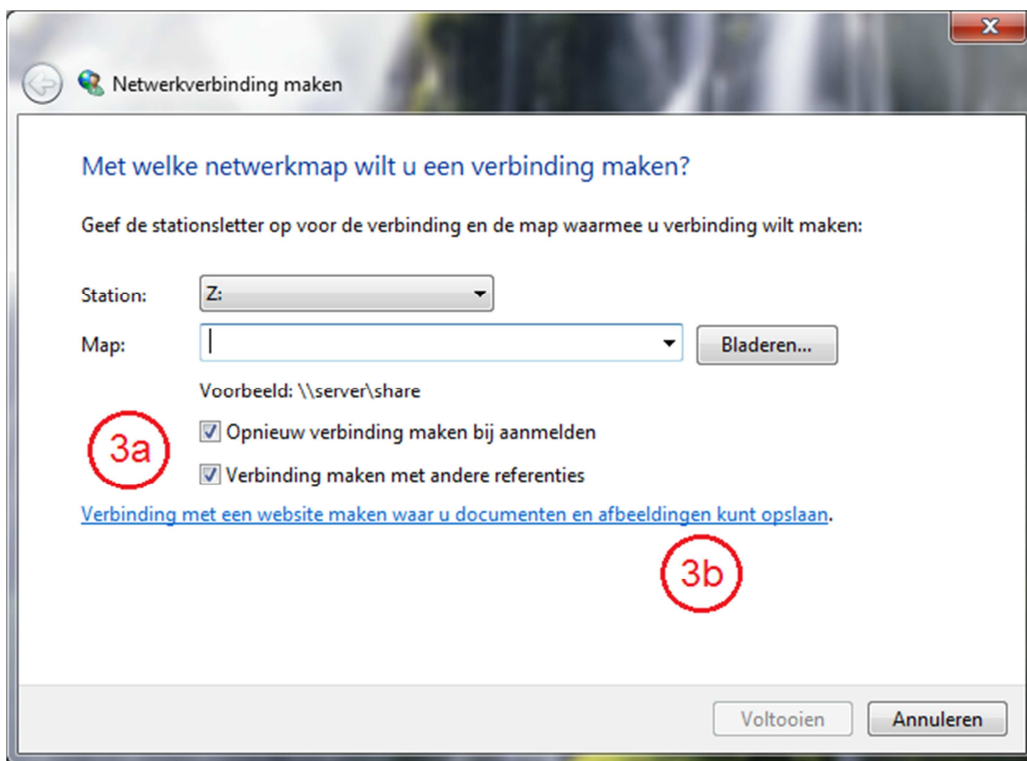 X
Netwerkverbinding maken
Met welke netwerkmap wilt u een verbinding maken?
Geef de stationsletter op voor de verbinding en de map waarmee u verbinding wilt maken:
Station: Z:
Map: Bladeren...
Voorbeeld: \\server\share
3a
Opnieuw verbinding maken bij aanmelden
Verbinding maken met andere referenties
Verbinding met een website maken waar u documenten en afbeeldingen kunt opslaan.
3b
Voltooien Annuleren